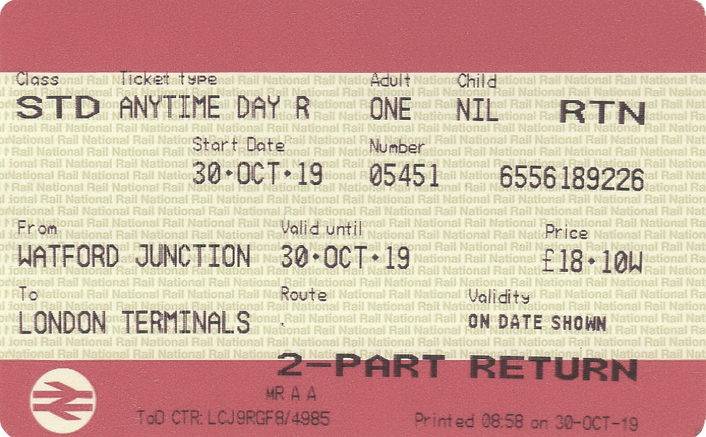 Class Ticket type Adult Child
STD ANYTIME DAY R ONE NIL RTN
Start Date Number
30·OCT·19 05451 6556189226
From Valid until Price
WATFORD JUNCTION 30·OCT·19 £18·10W
To Route Validity
LONDON TERMINALS . ON DATE SHOWN
2-PART RETURN
MR A A
ToD CTR: LCJ9RGF8/4985 Printed 08:58 on 30-OCT-19